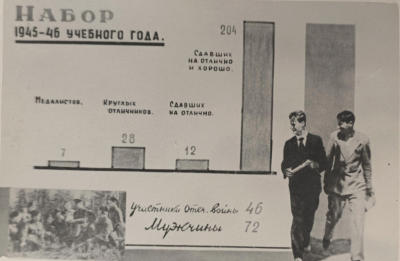 НАБОР
1945-46 УЧЕБНОГО ГОДА.
204
Сдавших
на отлично
и хорошо.
Медалистов.
Круглых
отличников.
Сдавших
на отлично.
7
28
12
Участники Отеч. войны 46
Мужчины 72